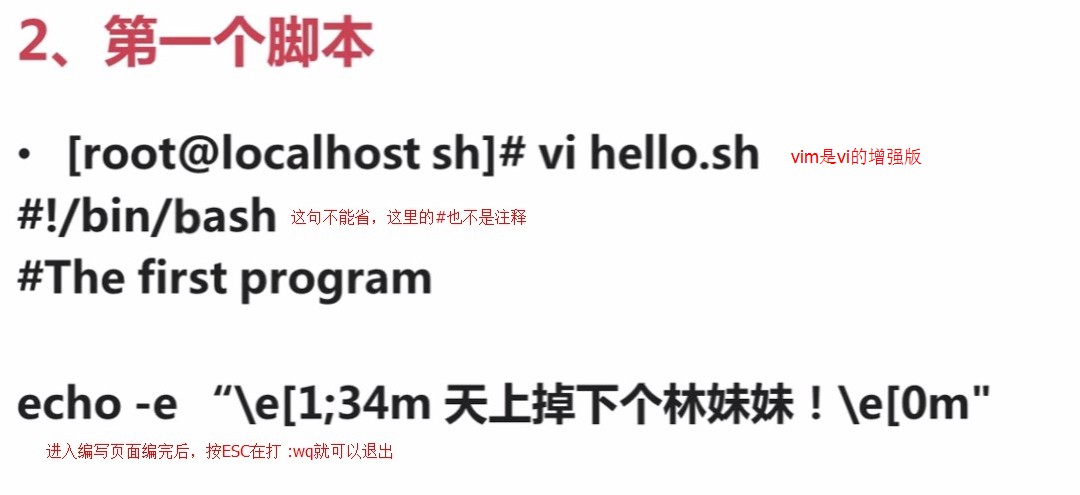 2、第一个脚本
• [root@localhost sh]# vi hello.sh vim是vi的增强版
#!/bin/bash 这句不能省，这里的#也不是注释
#The first program
echo -e “\e[1;34m 天上掉下个林妹妹！\e[0m"
进入编写页面编完后，按ESC在打 :wq就可以退出